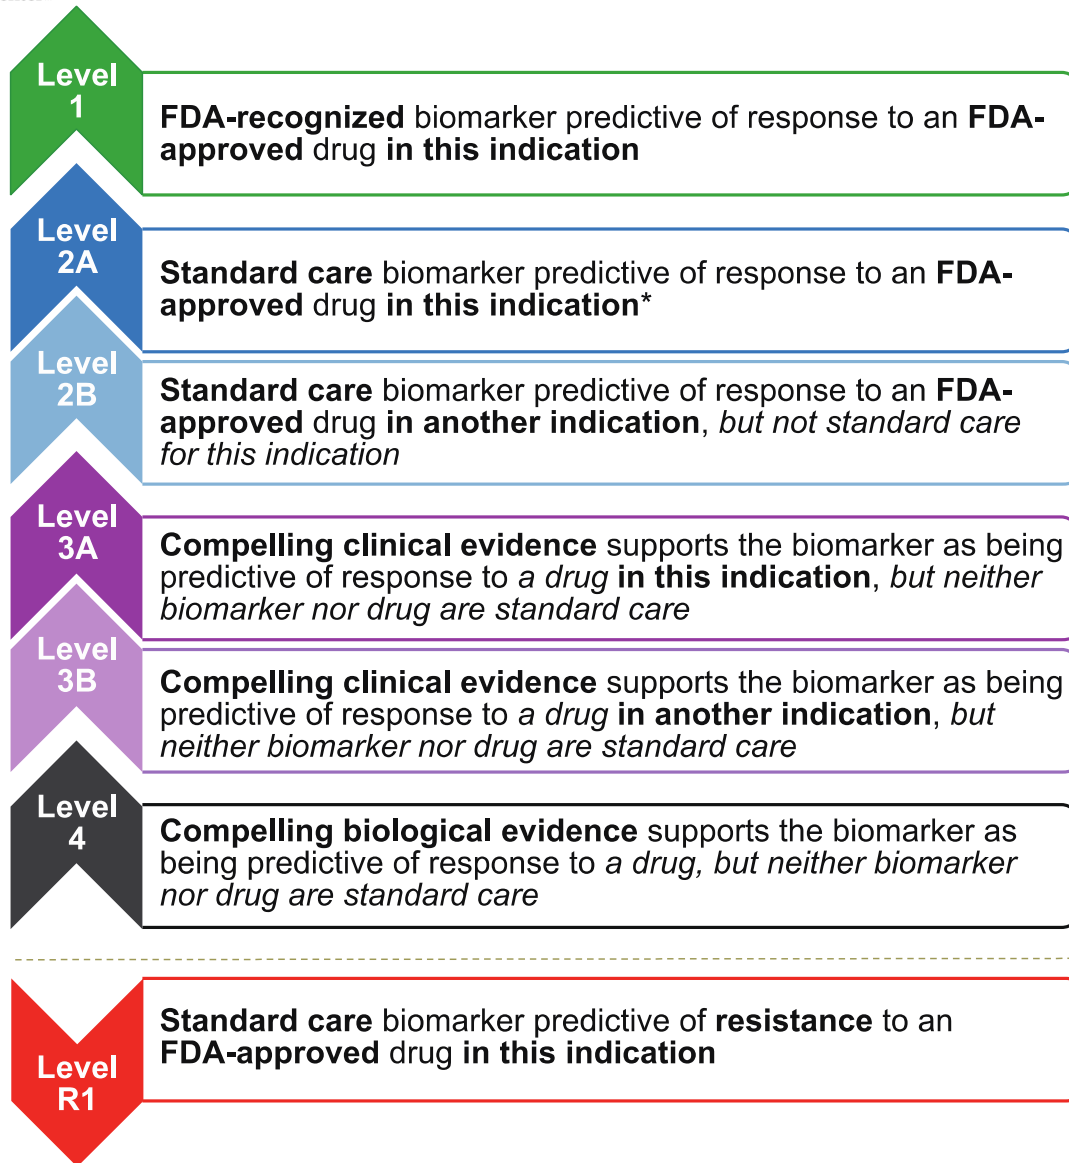 Level
1
FDA-recognized biomarker predictive of response to an FDA-
approved drug in this indication
Level
2A
Standard care biomarker predictive of response to an FDA-
approved drug in this indication*
Level
2B
Standard care biomarker predictive of response to an FDA-
approved drug in another indication, but not standard care
for this indication
Level
3A
Compelling clinical evidence supports the biomarker as being
predictive of response to a drug in this indication, but neither
biomarker nor drug are standard care
Level
3B
Compelling clinical evidence supports the biomarker as being
predictive of response to a drug in another indication, but
neither biomarker nor drug are standard care
Level
4
Compelling biological evidence supports the biomarker as
being predictive of response to a drug, but neither biomarker
nor drug are standard care
Level
R1
Standard care biomarker predictive of resistance to an
FDA-approved drug in this indication